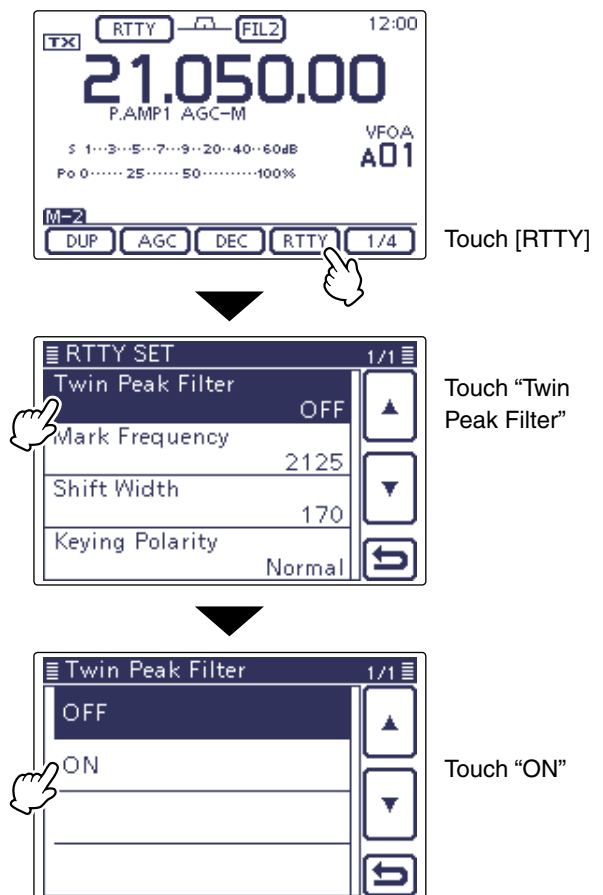 TX RTTY FIL2 12:00
21.050.00
P.AMP1 AGC-M
VFOA
S 1···3···5···7···9··20··40··60dB
A01
Po 0······25······50··········100%
M-2
DUP AGC DEC RTTY 1/4
Touch [RTTY]
RTTY SET 1/1
Twin Peak Filter
OFF
Mark Frequency
2125
Shift Width
170
Keying Polarity
Normal
Touch “Twin
Peak Filter”
Twin Peak Filter 1/1
OFF
ON
Touch “ON”